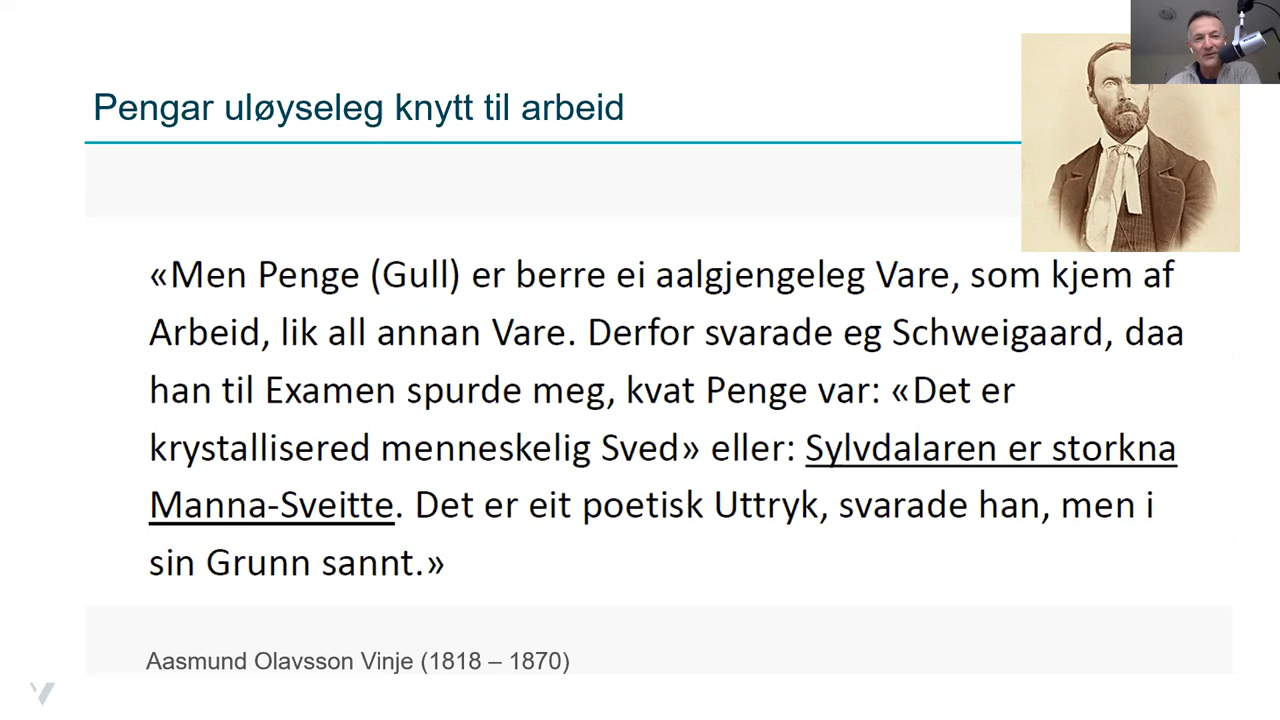 Pengar uløyseleg knytt til arbeid
«Men Penge (Gull) er berre ei aalgjengeleg Vare, som kjem af
Arbeid, lik all annan Vare. Derfor svarade eg Schweigaard, daa
han til Examen spurde meg, kvat Penge var: «Det er
krystallisered menneskelig Sved» eller: Sylvdalaren er storkna
Manna-Sveitte. Det er eit poetisk Uttryk, svarade han, men i
sin Grunn sannt.»
Aasmund Olavsson Vinje (1818 – 1870)